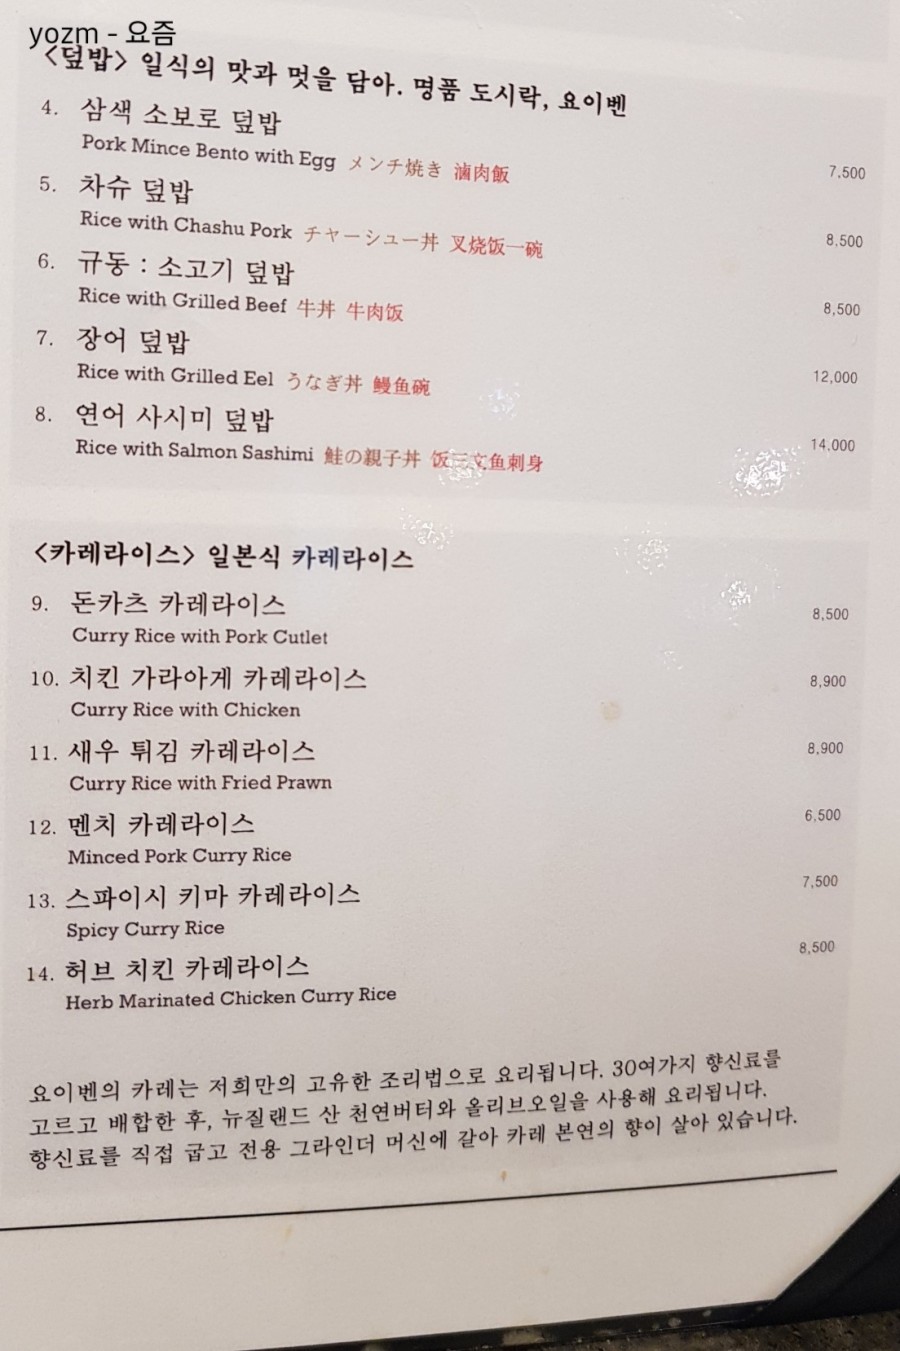 yozm - 요즘
<덮밥> 일식의 맛과 멋을 담아. 명품 도시락, 요이벤
4. 삼색 소보로 덮밥
Pork Mince Bento with Egg メンチ焼き 滷肉飯 7,500
5. 차슈 덮밥
Rice with Chashu Pork チャーシュー丼 叉烧饭一碗 8,500
6. 규동 : 소고기 덮밥
Rice with Grilled Beef 牛丼 牛肉饭 8,500
7. 장어 덮밥
Rice with Grilled Eel うなぎ丼 鳗鱼碗 12,000
8. 연어 사시미 덮밥
Rice with Salmon Sashimi 鮭の親子丼 饭三文鱼刺身 14,000
<카레라이스> 일본식 카레라이스
9. 돈카츠 카레라이스 8,500
Curry Rice with Pork Cutlet
10. 치킨 가라아게 카레라이스 8,900
Curry Rice with Chicken
11. 새우 튀김 카레라이스 8,900
Curry Rice with Fried Prawn
12. 멘치 카레라이스 6,500
Minced Pork Curry Rice
13. 스파이시 키마 카레라이스 7,500
Spicy Curry Rice
14. 허브 치킨 카레라이스 8,500
Herb Marinated Chicken Curry Rice
요이벤의 카레는 저희만의 고유한 조리법으로 요리됩니다. 30여가지 향신료를
고르고 배합한 후, 뉴질랜드 산 천연버터와 올리브오일을 사용해 요리됩니다.
향신료를 직접 굽고 전용 그라인더 머신에 갈아 카레 본연의 향이 살아 있습니다.